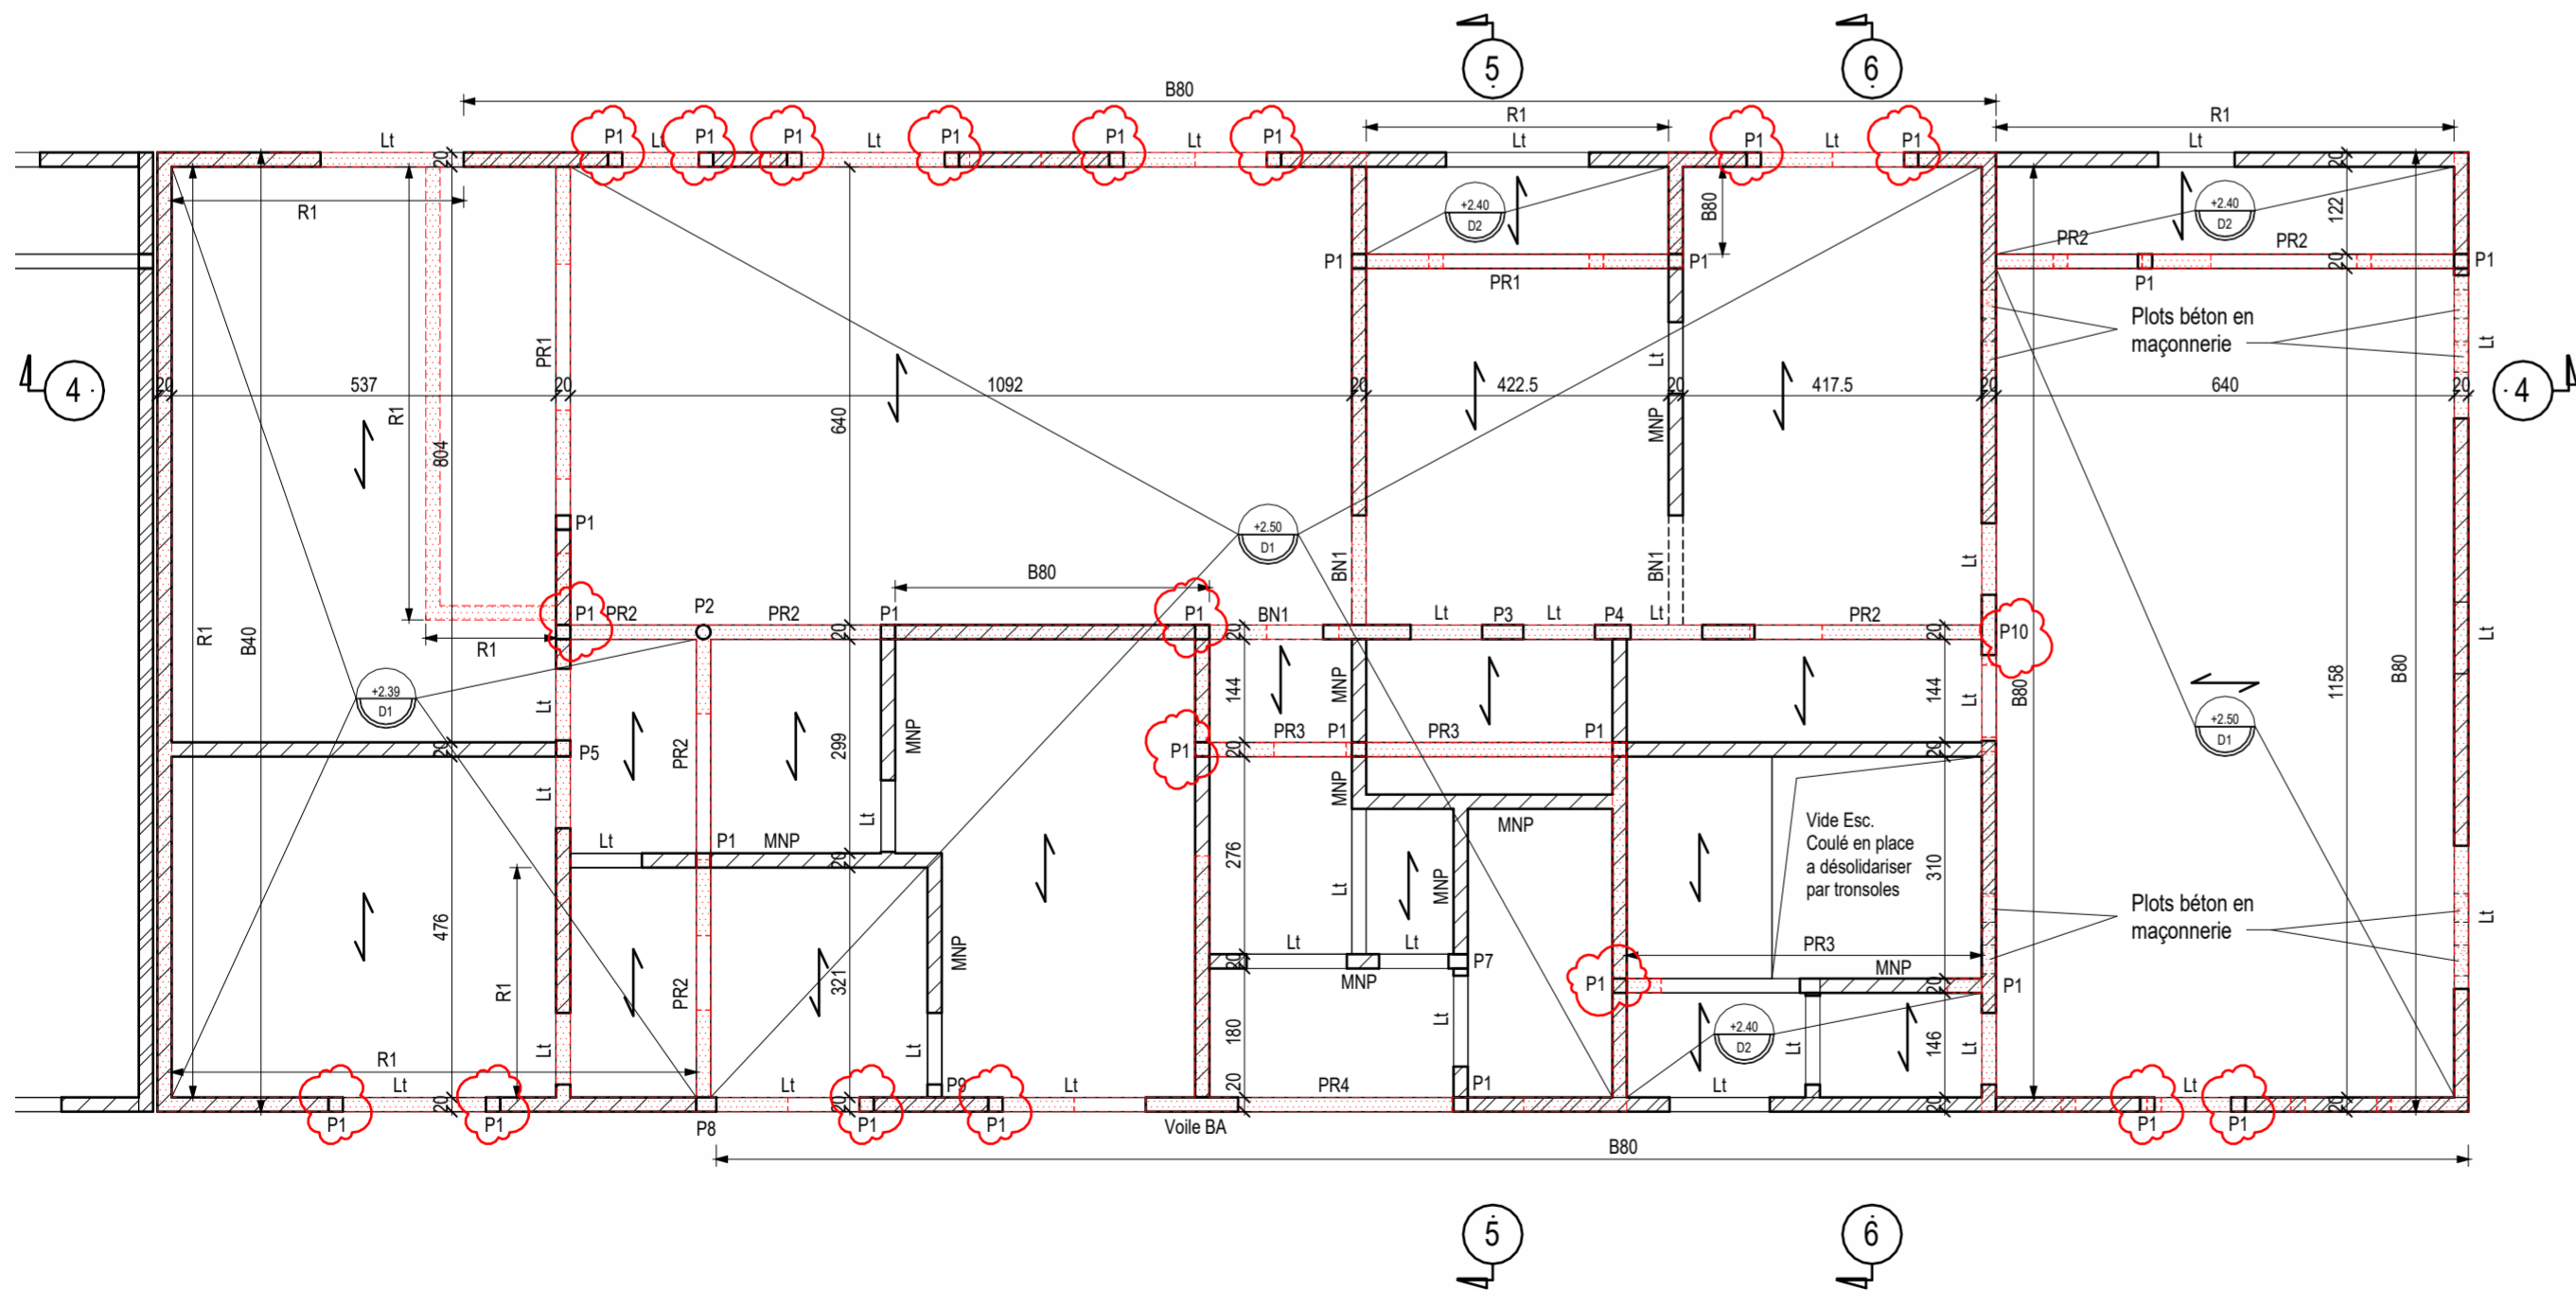 5
6
B80
R1
R1
Lt
P1
Lt
P1
P1
Lt
P1
P1
Lt
P1
Lt
P1
Lt
P1
Lt
20
20
R1
B80
+2.40
D2
+2.40
D2
122
PR2
PR2
P1
P1
PR1
P1
P1
20
Plots béton en
maçonnerie
Lt
Lt
PR1
4
20
537
20
1092
20
422.5
20
417.5
20
640
20
4
R1
640
MNP
804
P1
+2.50
D1
B80
BN1
BN1
Lt
P1
PR2
P2
PR2
P1
P1
BN1
Lt
P3
Lt
P4
Lt
PR2
P10
Lt
R1
B40
R1
20
20
20
B80
1158
B80
+2.39
D1
Lt
144
MNP
144
Lt
+2.50
D1
MNP
PR2
299
P5
20
P1
PR3
P1
PR3
P1
20
20
Lt
MNP
Lt
P1
MNP
Lt
20
276
MNP
Vide Esc.
Coulé en place
a désolidariser
par tronsoles
310
Lt
MNP
Plots béton en
maçonnerie
Lt
476
R1
PR2
321
MNP
Lt
Lt
P7
20
MNP
PR3
MNP
P1
20
P1
Lt
180
+2.40
D2
Lt
146
Lt
R1
Lt
Lt
Lt
Lt
P9
Lt
20
PR4
P1
Lt
Lt
20
20
20
20
P1
P1
P8
P1
P1
Voile BA
P1
P1
B80
5
6